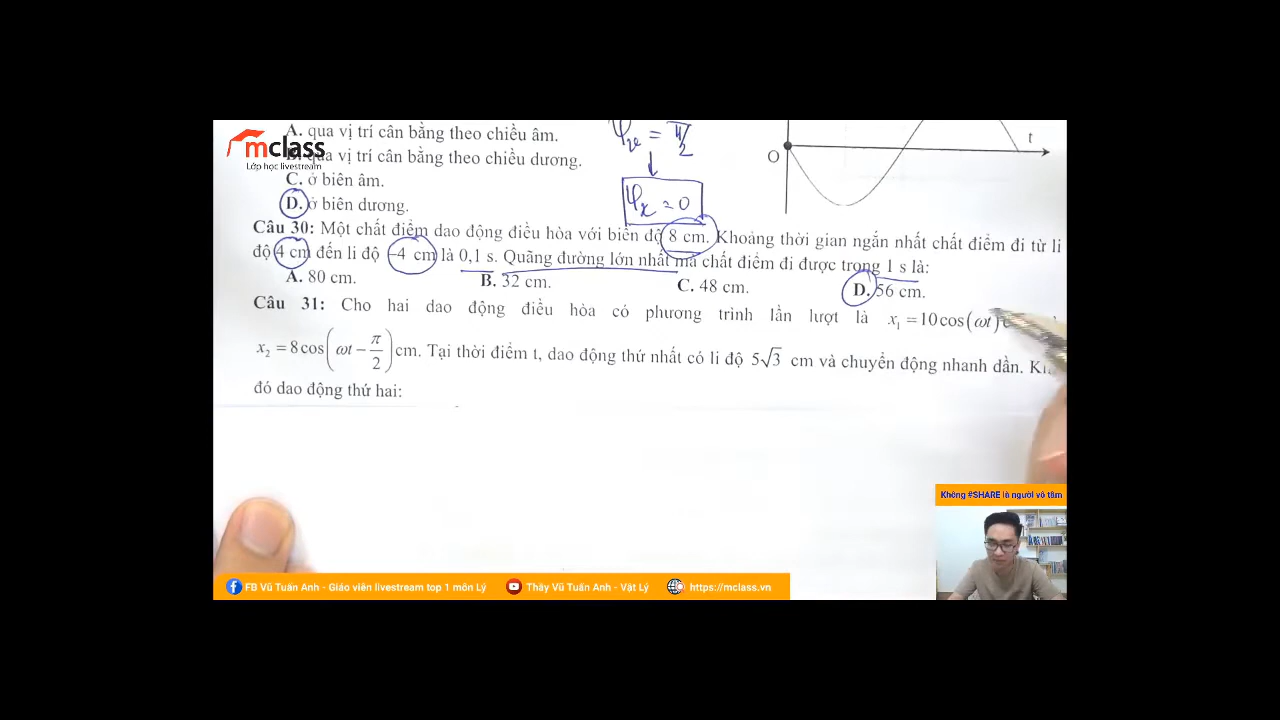 A. qua vị trí cân bằng theo chiều âm.
mclass
Lớp học livestream
B. qua vị trí cân bằng theo chiều dương.
C. ở biên âm.
D. ở biên dương.
φv = π/2
φx = 0
O
t
Câu 30: Một chất điểm dao động điều hòa với biên độ 8 cm. Khoảng thời gian ngắn nhất chất điểm đi từ li
độ 4 cm đến li độ −4 cm là 0,1 s. Quãng đường lớn nhất mà chất điểm đi được trong 1 s là:
A. 80 cm. B. 32 cm. C. 48 cm. D. 56 cm.
Câu 31: Cho hai dao động điều hòa có phương trình lần lượt là x₁ = 10cos(ωt)
x₂ = 8cos(ωt − π/2) cm. Tại thời điểm t, dao động thứ nhất có li độ 5√3 cm và chuyển động nhanh dần.
đó dao động thứ hai:
Không #SHARE là người vô tâm
FB Vũ Tuấn Anh - Giáo viên livestream top 1 môn Lý
Thầy Vũ Tuấn Anh - Vật Lý
https://mclass.vn